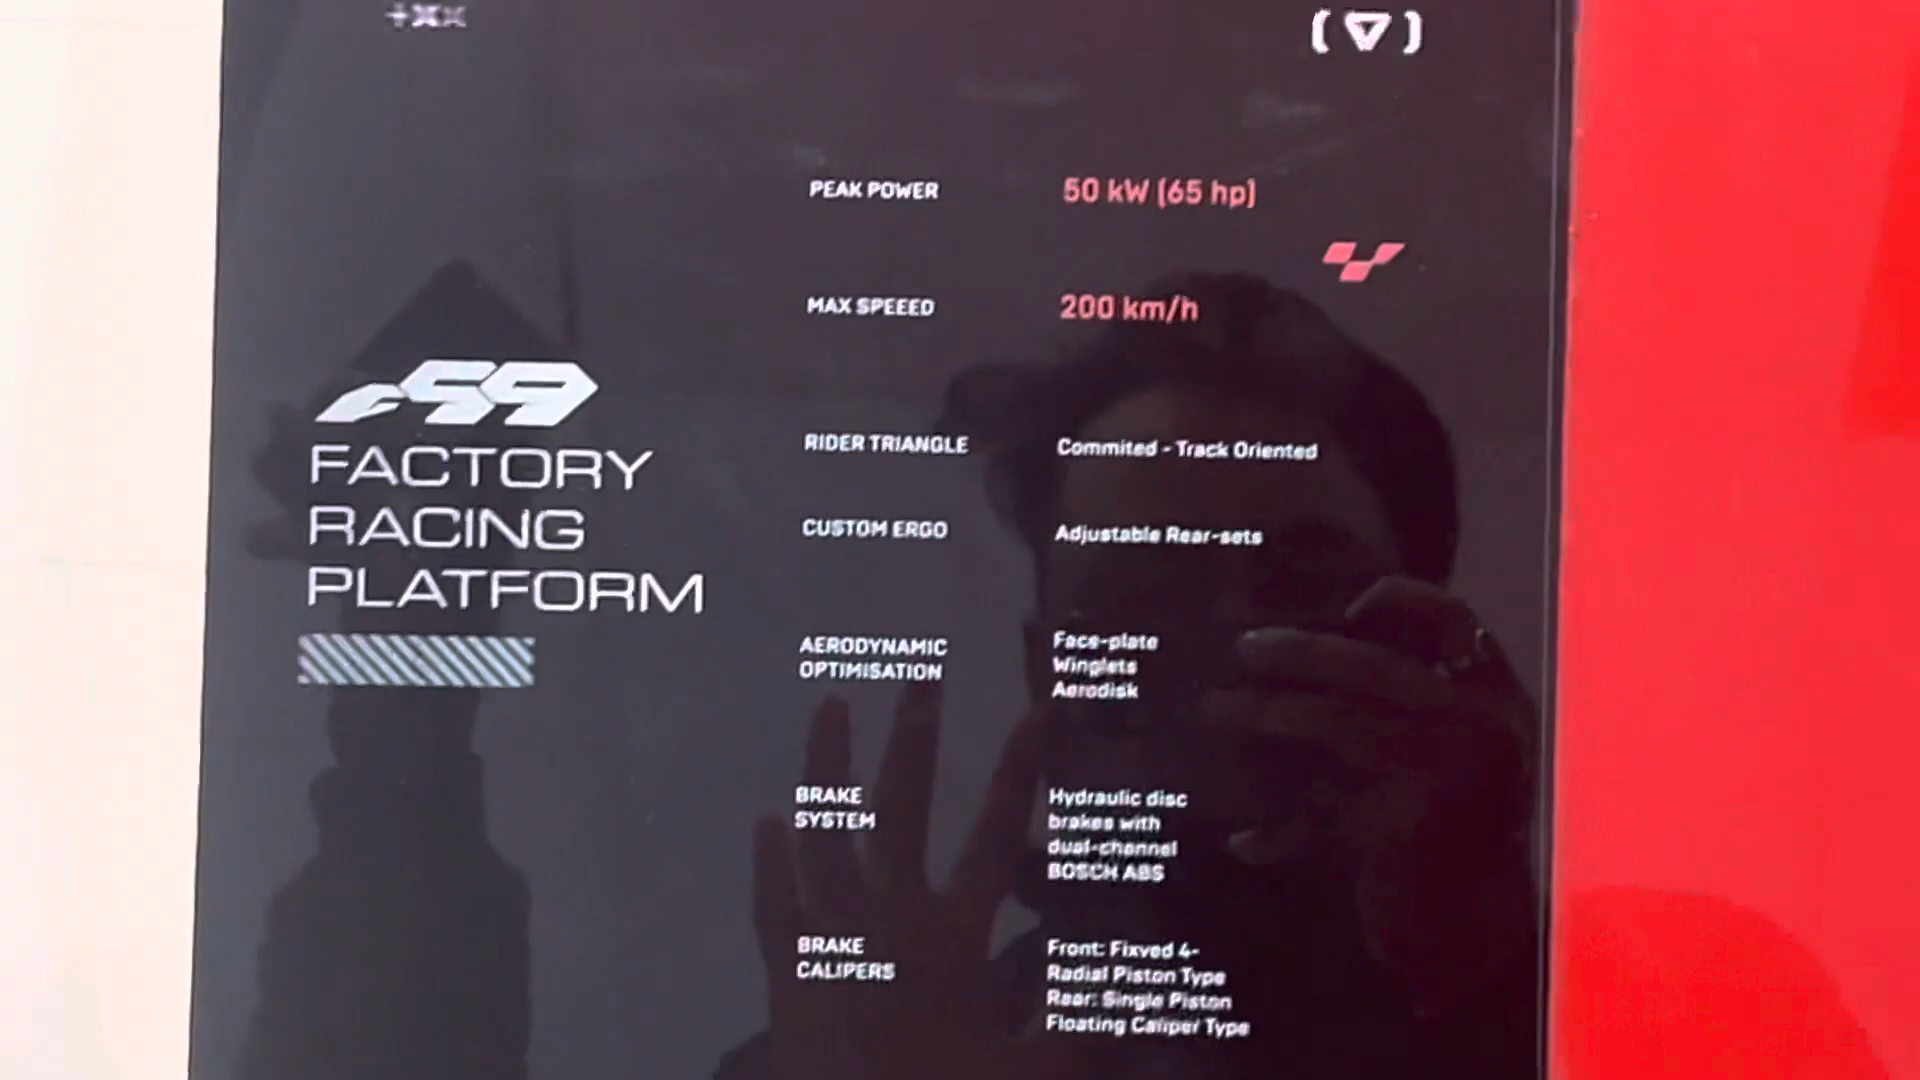 F99
FACTORY
RACING
PLATFORM
PEAK POWER
50 kW (65 hp)
MAX SPEEED
200 km/h
RIDER TRIANGLE
Commited - Track Oriented
CUSTOM ERGO
Adjustable Rear-sets
AERODYNAMIC
OPTIMISATION
Face-plate
Winglets
Aerodisk
BRAKE
SYSTEM
Hydraulic disc
brakes with
dual-channel
BOSCH ABS
BRAKE
CALIPERS
Front: Fixved 4-
Radial Piston Type
Rear: Single Piston
Floating Caliper Type